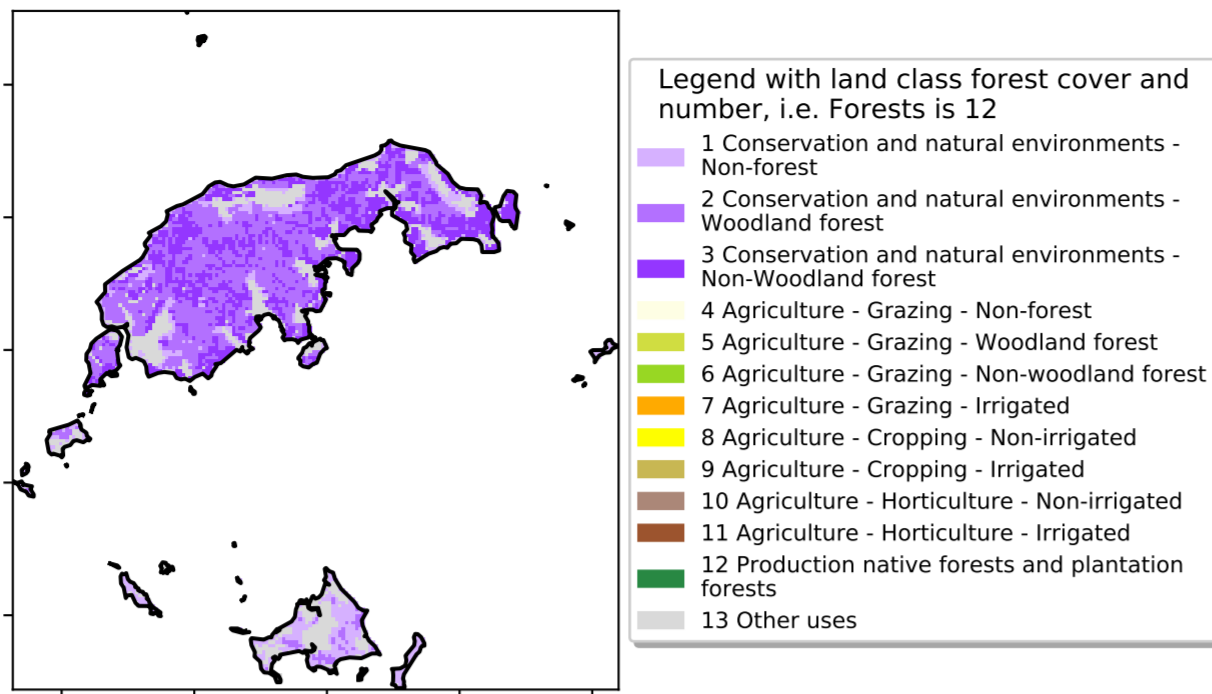 Legend with land class forest cover and
number, i.e. Forests is 12
1 Conservation and natural environments -
Non-forest
2 Conservation and natural environments -
Woodland forest
3 Conservation and natural environments -
Non-Woodland forest
4 Agriculture - Grazing - Non-forest
5 Agriculture - Grazing - Woodland forest
6 Agriculture - Grazing - Non-woodland forest
7 Agriculture - Grazing - Irrigated
8 Agriculture - Cropping - Non-irrigated
9 Agriculture - Cropping - Irrigated
10 Agriculture - Horticulture - Non-irrigated
11 Agriculture - Horticulture - Irrigated
12 Production native forests and plantation
forests
13 Other uses